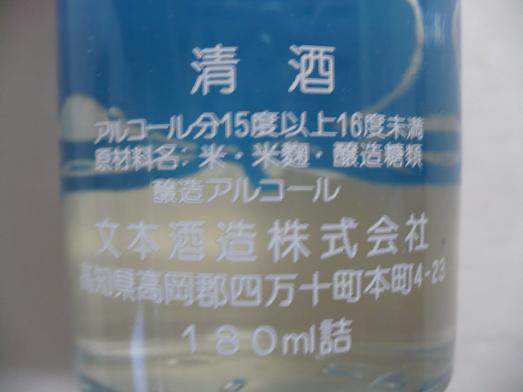 清酒
アルコール分15度以上16度未満
原材料名：米・米麹・醸造糖類
醸造アルコール
文本酒造株式会社
高知県高岡郡四万十町本町4-23
180ml詰